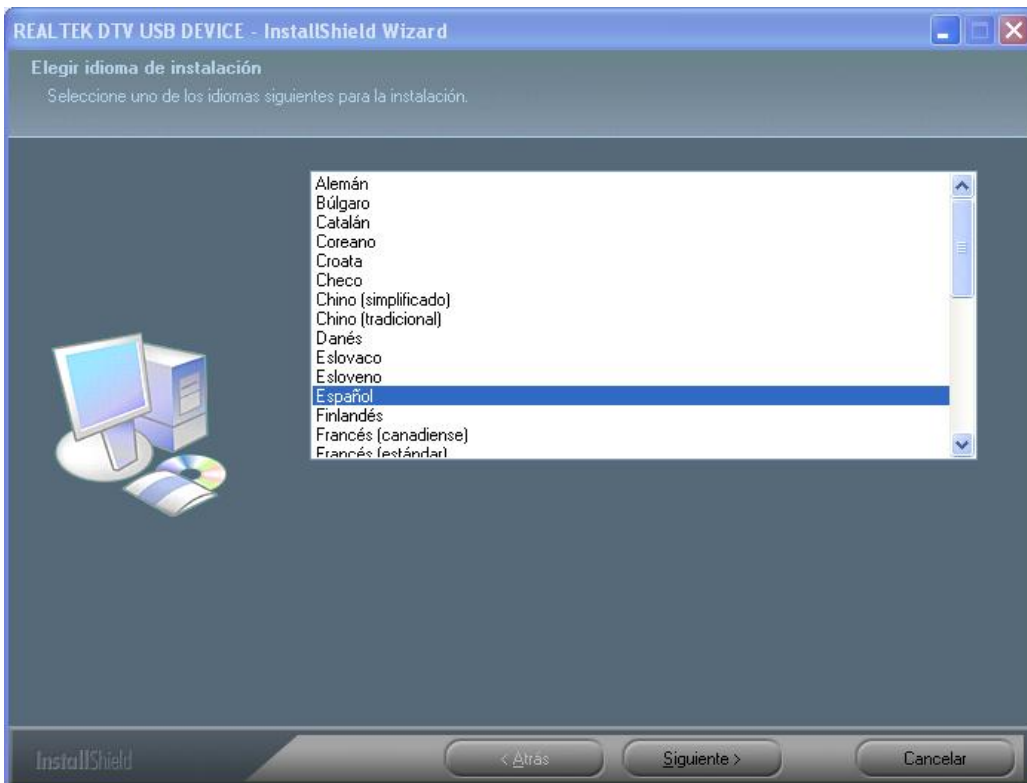 REALTEK DTV USB DEVICE - InstallShield Wizard
Elegir idioma de instalación
Seleccione uno de los idiomas siguientes para la instalación.
Alemán
Búlgaro
Catalán
Coreano
Croata
Checo
Chino (simplificado)
Chino (tradicional)
Danés
Eslovaco
Esloveno
Español
Finlandés
Francés (canadiense)
Francés (estándar)
InstallShield
< Atrás
Siguiente >
Cancelar